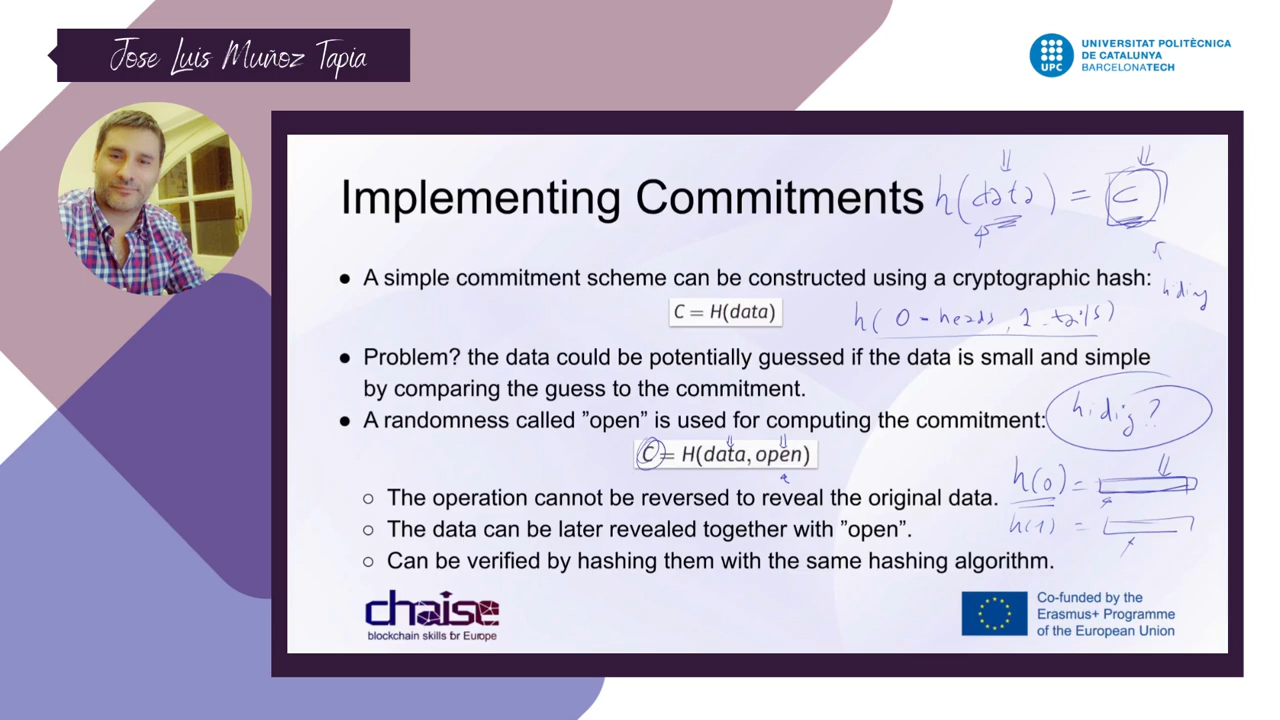 Jose Luis Muñoz Tapia
UNIVERSITAT POLITÈCNICA
DE CATALUNYA
BARCELONATECH
UPC
Implementing Commitments
h(data) = C
● A simple commitment scheme can be constructed using a cryptographic hash:
hiding
C = H(data)
h( 0 - heads, 1 - tails)
● Problem? the data could be potentially guessed if the data is small and simple
by comparing the guess to the commitment.
● A randomness called ”open” is used for computing the commitment:
hidig?
C = H(data, open)
h(0) =
○ The operation cannot be reversed to reveal the original data.
h(1) =
○ The data can be later revealed together with ”open”.
○ Can be verified by hashing them with the same hashing algorithm.
chaise
blockchain skills for Europe
Co-funded by the
Erasmus+ Programme
of the European Union